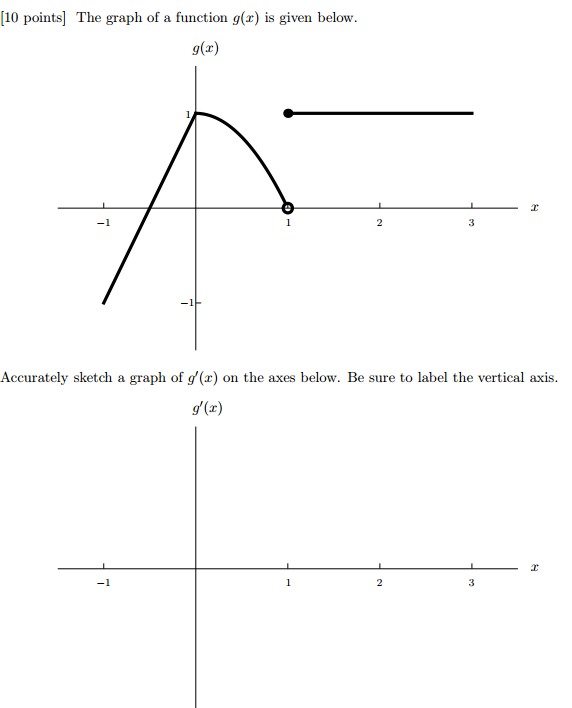 [10 points] The graph of a function g(x) is given below.
g(x)
1
x
−1
1
2
3
−1
Accurately sketch a graph of g′(x) on the axes below. Be sure to label the vertical axis.
g′(x)
x
−1
1
2
3